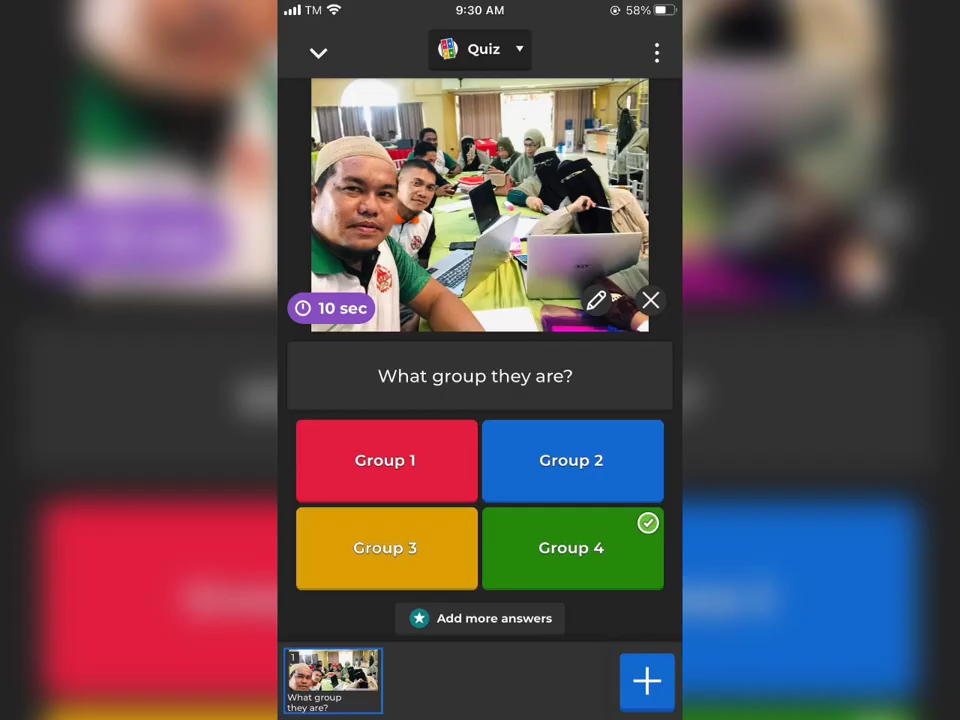 TM
9:30 AM
58%
Quiz
10 sec
What group they are?
Group 1
Group 2
Group 3
Group 4
Add more answers
1
What group
they are?